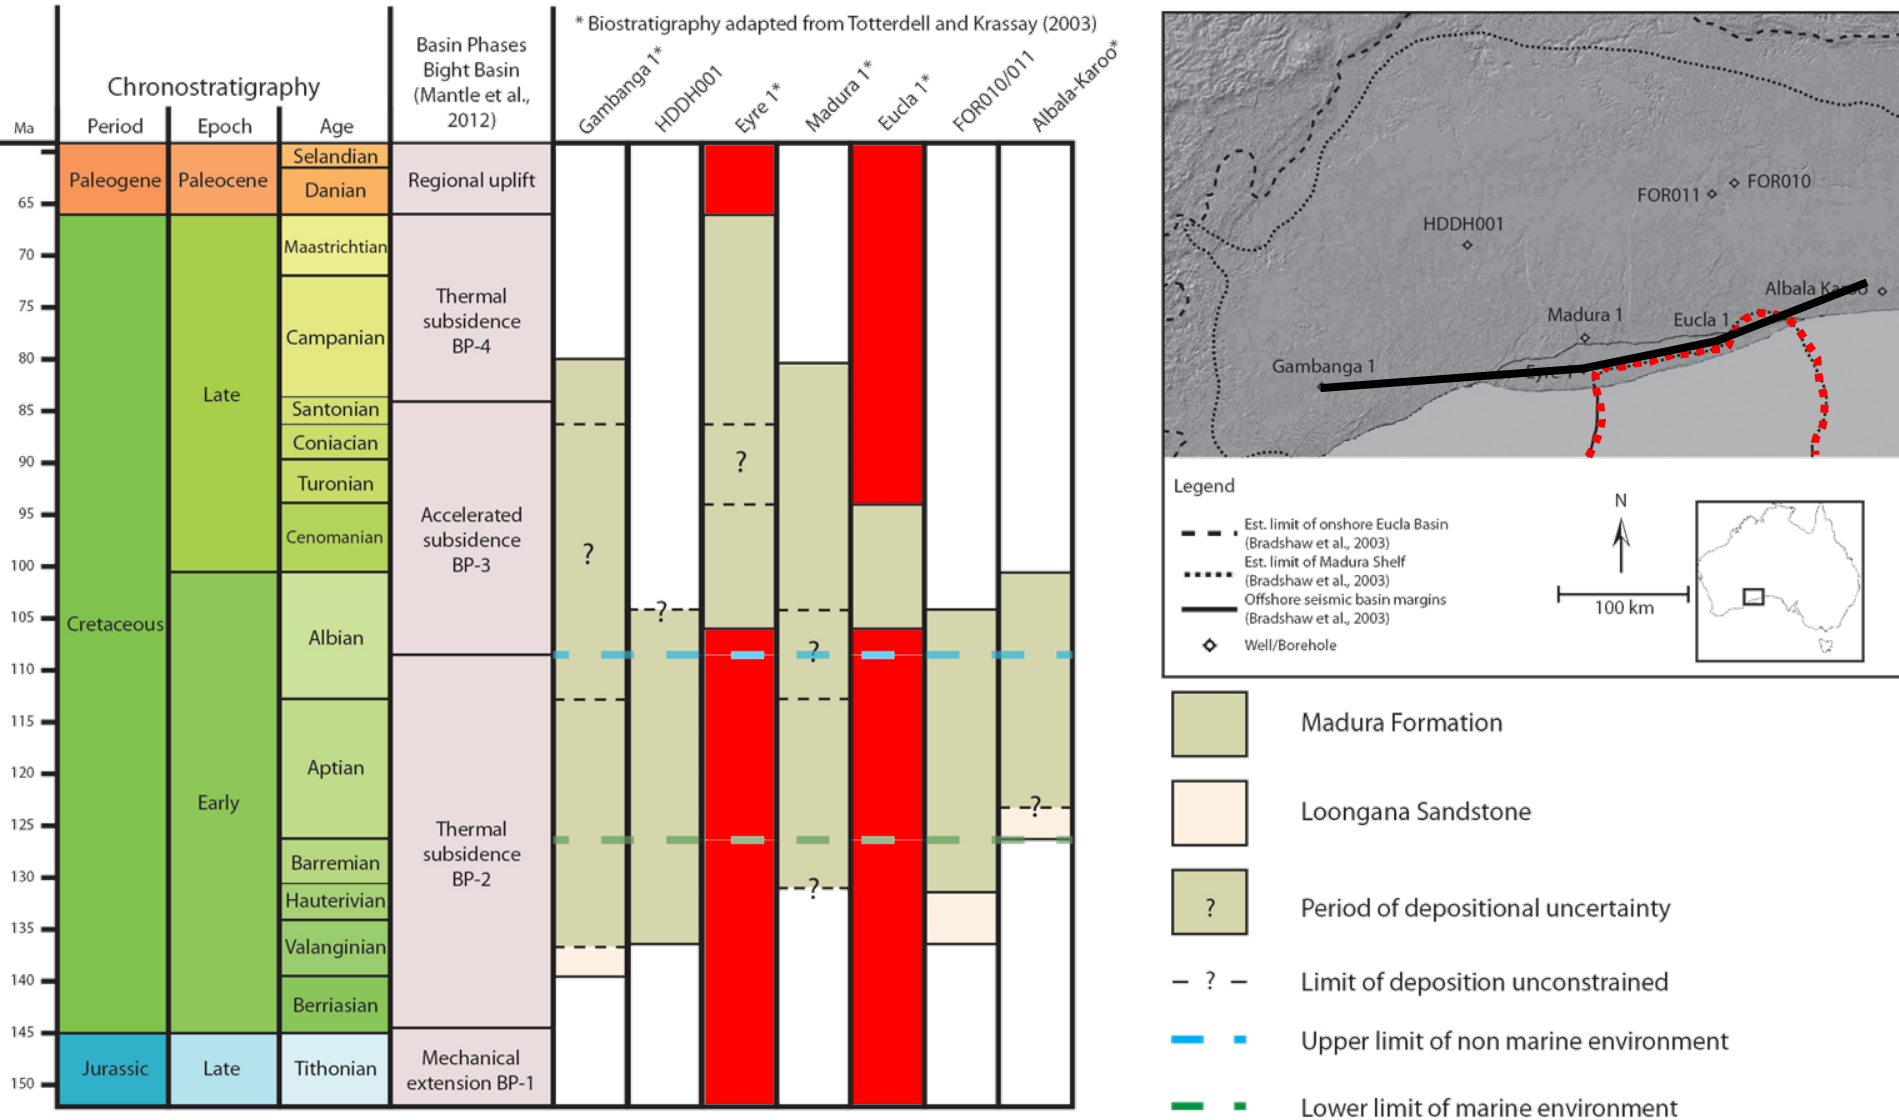 * Biostratigraphy adapted from Totterdell and Krassay (2003)
Chronostratigraphy
Basin Phases
Bight Basin
(Mantle et al.,
2012)
Ma
Period
Epoch
Age
Gambanga 1*
HDDH001
Eyre 1*
Madura 1*
Eucla 1*
FOR010/011
Albala-Karoo*
65
70
75
80
85
90
95
100
105
110
115
120
125
130
135
140
145
150
Paleogene
Cretaceous
Jurassic
Paleocene
Late
Early
Late
Selandian
Danian
Maastrichtian
Campanian
Santonian
Coniacian
Turonian
Cenomanian
Albian
Aptian
Barremian
Hauterivian
Valanginian
Berriasian
Tithonian
Regional uplift
Thermal
subsidence
BP-4
Accelerated
subsidence
BP-3
Thermal
subsidence
BP-2
Mechanical
extension BP-1
?
?
?
?
?
?
FOR011
FOR010
HDDH001
Albala Karoo
Madura 1
Eucla 1
Gambanga 1
Eyre 1
Legend
Est. limit of onshore Eucla Basin
(Bradshaw et al., 2003)
Est. limit of Madura Shelf
(Bradshaw et al., 2003)
Offshore seismic basin margins
(Bradshaw et al., 2003)
Well/Borehole
N
100 km
Madura Formation
Loongana Sandstone
? Period of depositional uncertainty
– ? – Limit of deposition unconstrained
Upper limit of non marine environment
Lower limit of marine environment